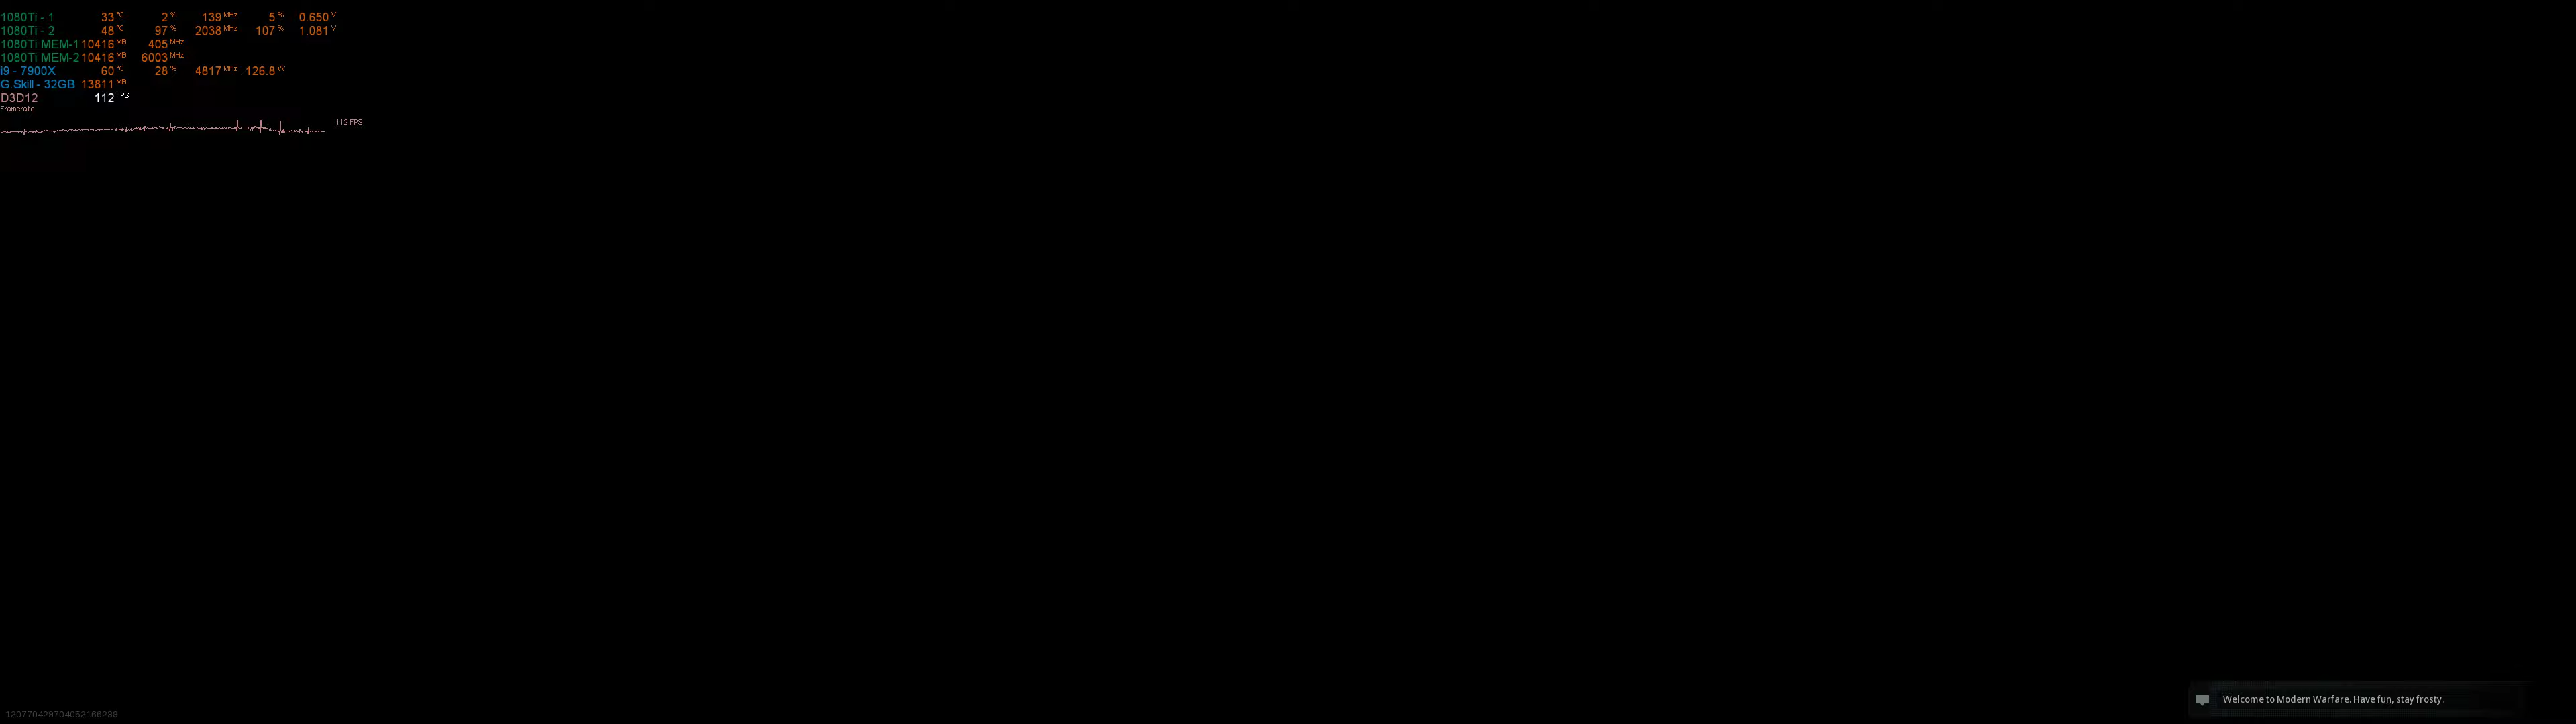 1080Ti - 1 33 °C 2 % 139 MHz 5 % 0.650 V
1080Ti - 2 48 °C 97 % 2038 MHz 107 % 1.081 V
1080Ti MEM-1 10416 MB 405 MHz
1080Ti MEM-2 10416 MB 6003 MHz
i9 - 7900X 60 °C 28 % 4817 MHz 126.8 W
G.Skill - 32GB 13811 MB
D3D12 112 FPS
Framerate
112 FPS
Welcome to Modern Warfare. Have fun, stay frosty.
120770429704052166239